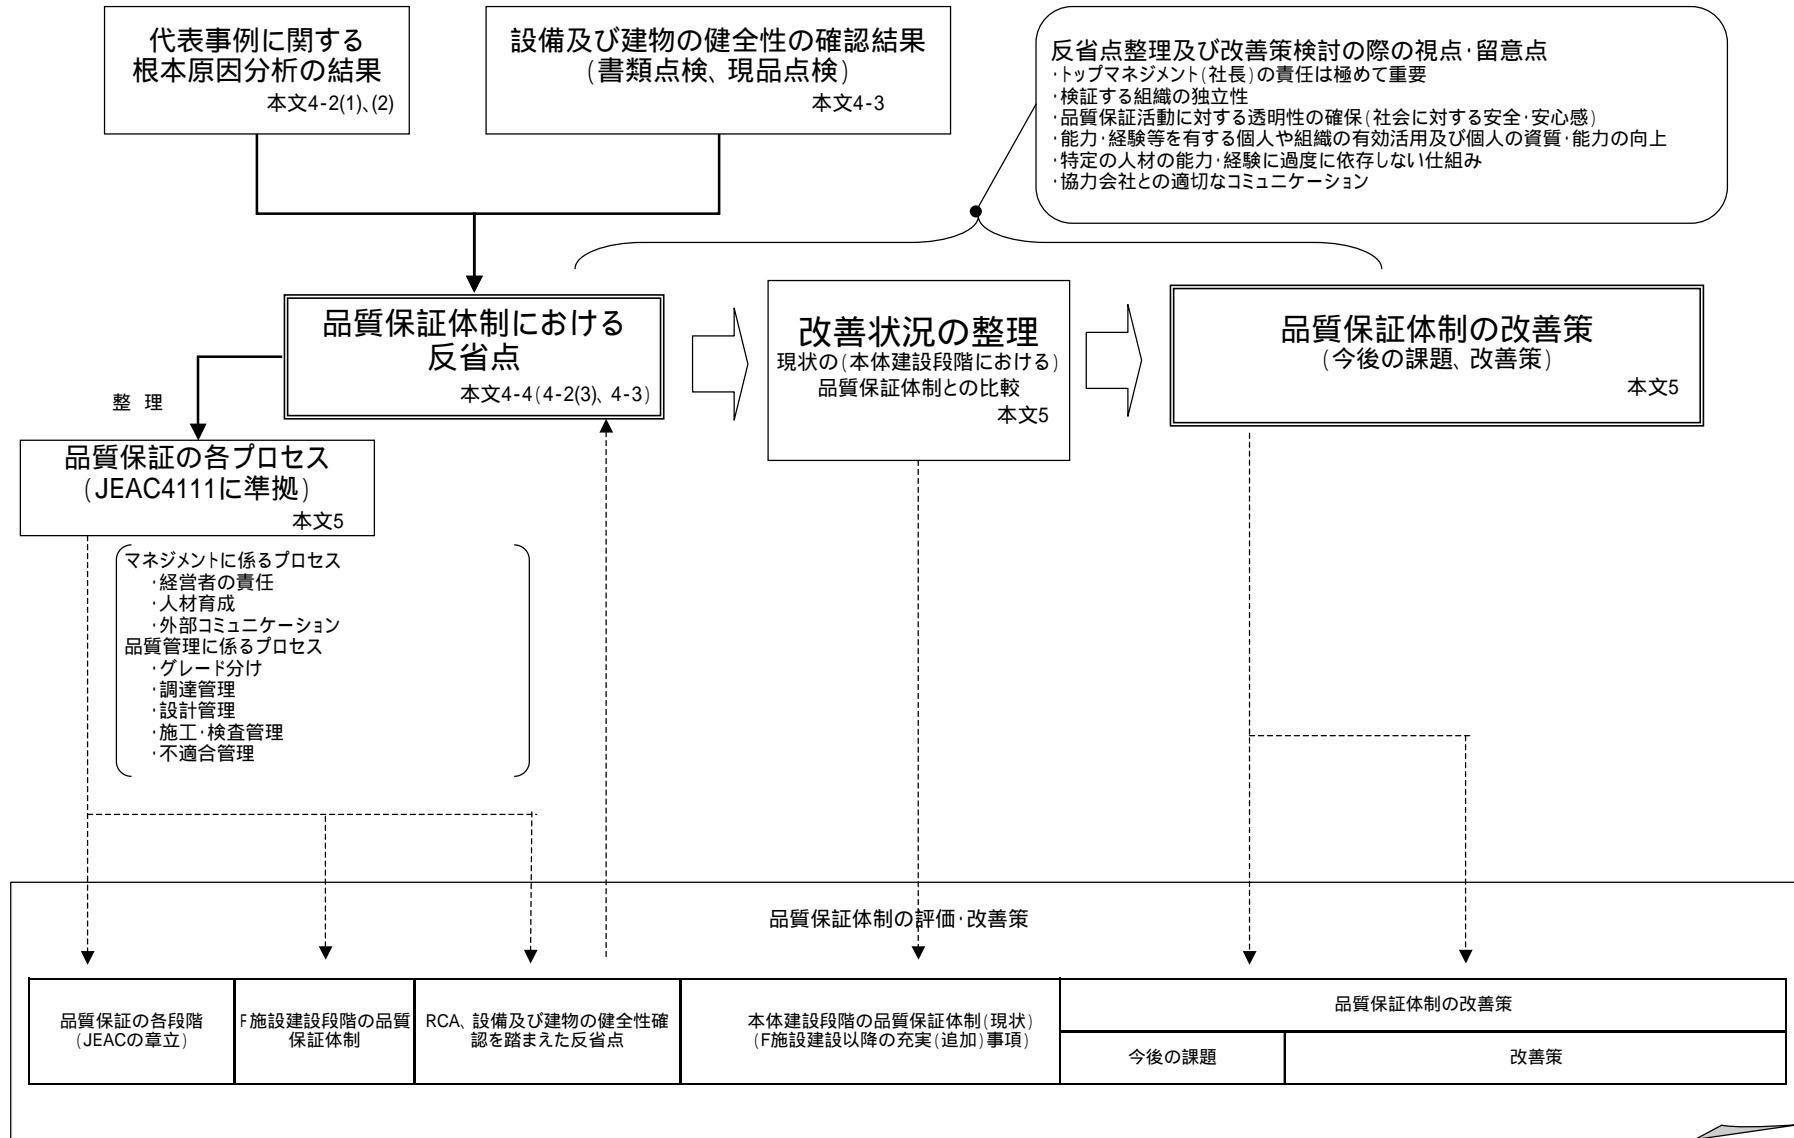 代表事例に関する
根本原因分析の結果
本文4-2(1)､(2)
設備及び建物の健全性の確認結果
(書類点検､現品点検)
本文4-3
反省点整理及び改善策検討の際の視点･留意点
･トップマネジメント(社長)の責任は極めて重要
･検証する組織の独立性
･品質保証活動に対する透明性の確保(社会に対する安全･安心感)
･能力･経験等を有する個人や組織の有効活用及び個人の資質･能力の向上
･特定の人材の能力･経験に過度に依存しない仕組み
･協力会社との適切なコミュニケーション
品質保証体制における
反省点
本文4-4(4-2(3)､4-3)
改善状況の整理
現状の(本体建設段階における)
品質保証体制との比較
本文5
品質保証体制の改善策
(今後の課題､改善策)
本文5
整 理
品質保証の各プロセス
(JEAC4111に準拠)
本文5
マネジメントに係るプロセス
･経営者の責任
･人材育成
･外部コミュニケーション
品質管理に係るプロセス
･グレード分け
･調達管理
･設計管理
･施工･検査管理
･不適合管理
品質保証体制の評価･改善策
品質保証の各段階
(JEACの章立)
F施設建設段階の品質
保証体制
RCA､設備及び建物の健全性確
認を踏まえた反省点
本体建設段階の品質保証体制(現状)
(F施設建設以降の充実(追加)事項)
品質保証体制の改善策
今後の課題
改善策